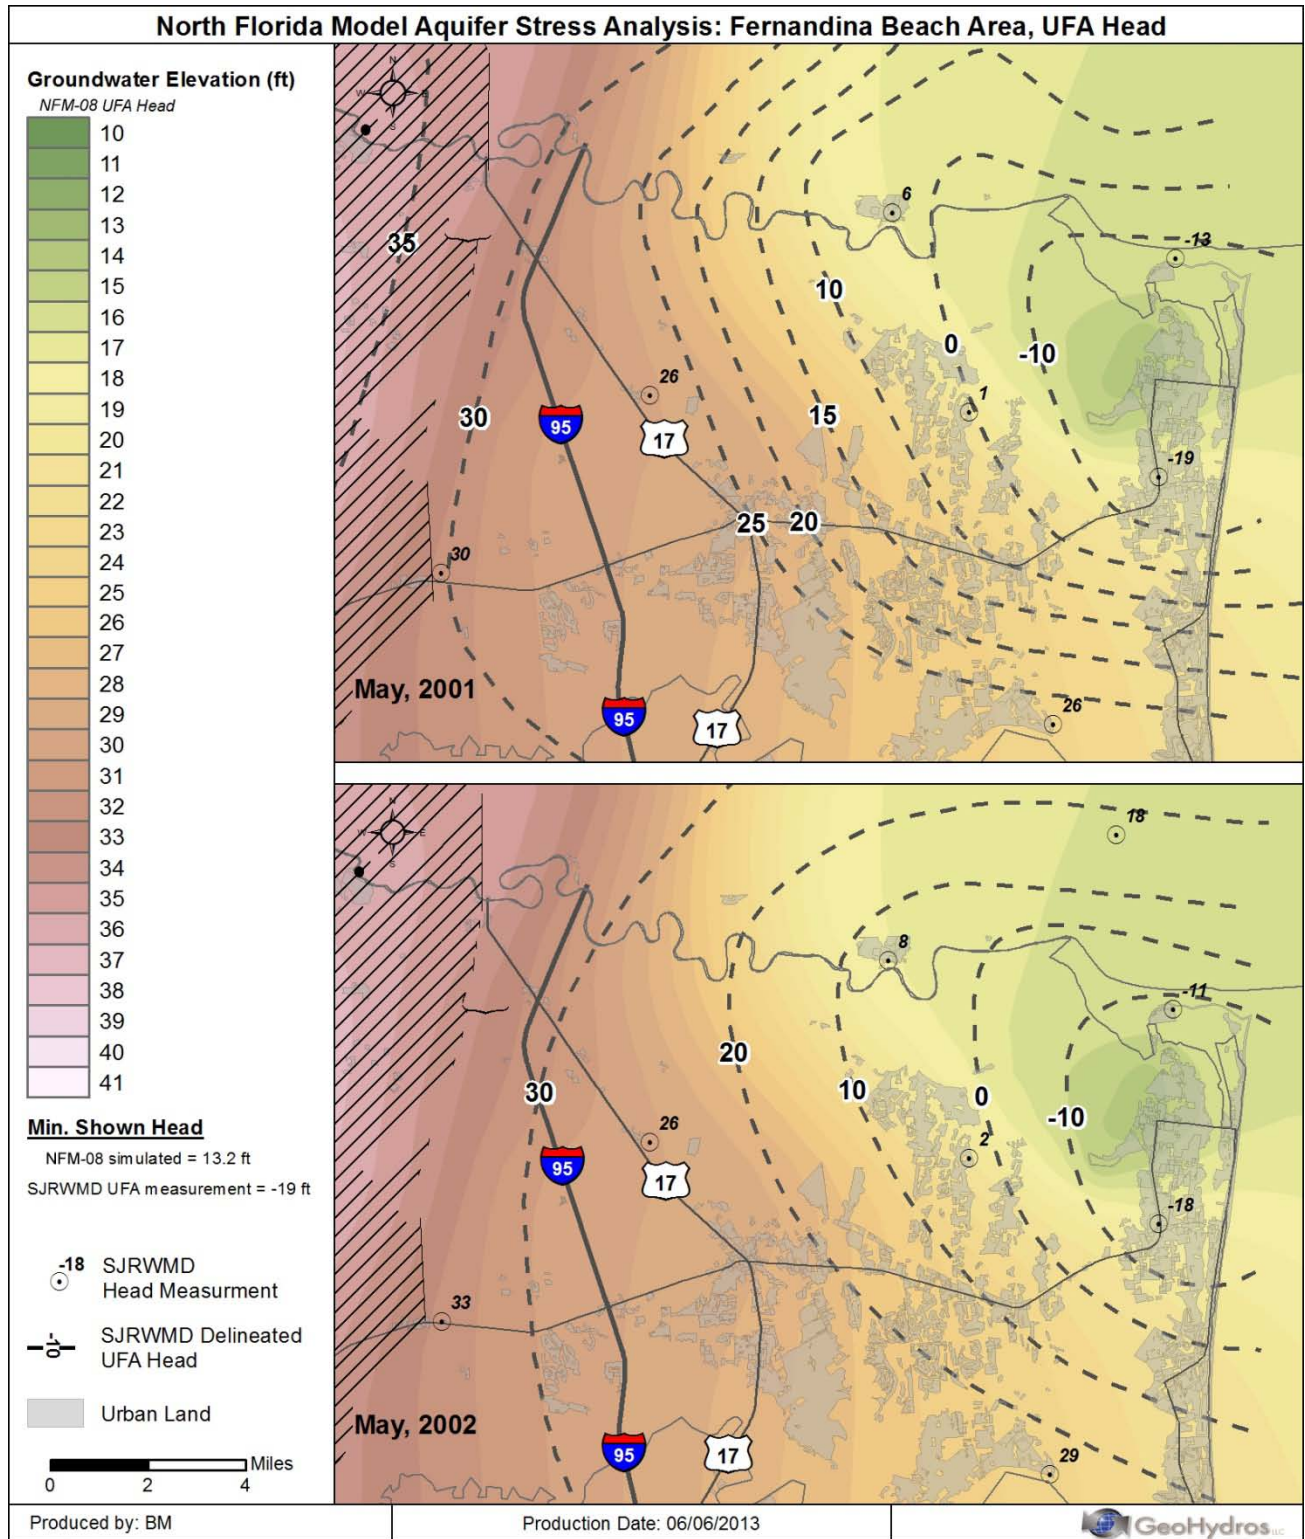 North Florida Model Aquifer Stress Analysis: Fernandina Beach Area, UFA Head
Groundwater Elevation (ft)
NFM-08 UFA Head
10
11
12
13
14
15
16
17
18
19
20
21
22
23
24
25
26
27
28
29
30
31
32
33
34
35
36
37
38
39
40
41
Min. Shown Head
NFM-08 simulated = 13.2 ft
SJRWMD UFA measurement = -19 ft
-18
SJRWMD
Head Measurment
-10
SJRWMD Delineated
UFA Head
Urban Land
Miles
0 2 4
N
W E
S
6
-13
35
10
0
-10
26
1
30
95
17
15
-19
25
20
30
May, 2001
95
17
26
N
W E
S
18
8
-11
20
30
10
0
-10
26
2
95
17
-18
33
May, 2002
95
17
29
Produced by: BM
Production Date: 06/06/2013
GeoHydros LLC